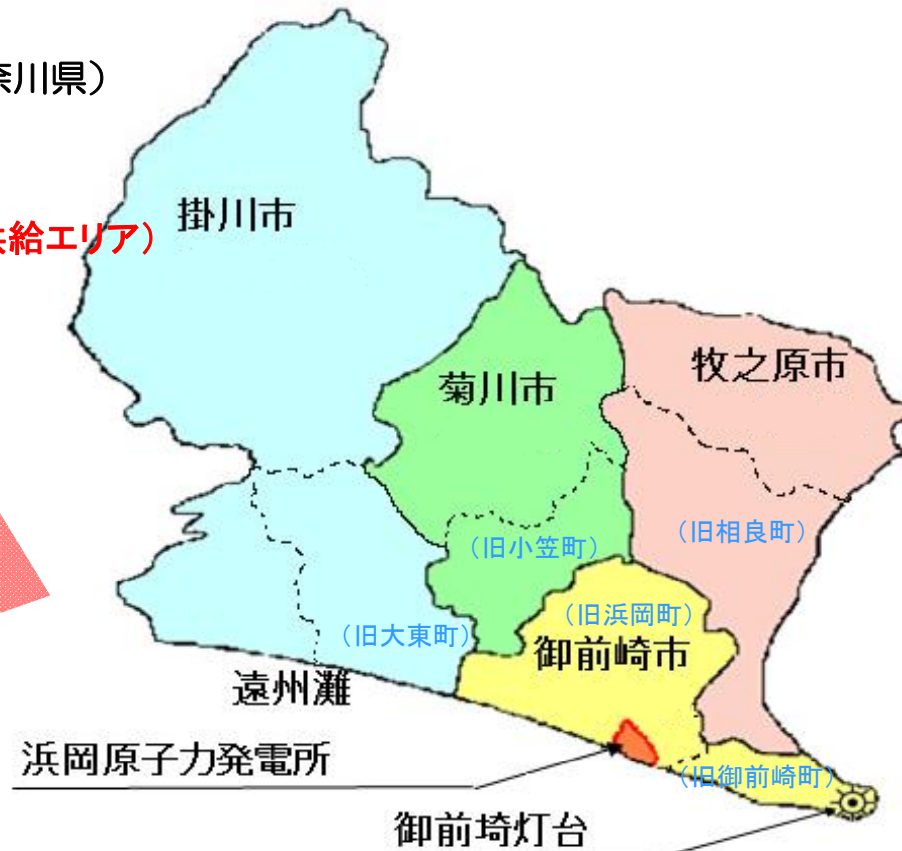 奈川県）
掛川市
共給エリア）
牧之原市
菊川市
（旧相良町）
（旧小笠町）
（旧浜岡町）
（旧大東町）
御前崎市
遠州灘
浜岡原子力発電所
（旧御前崎町）
御前埼灯台